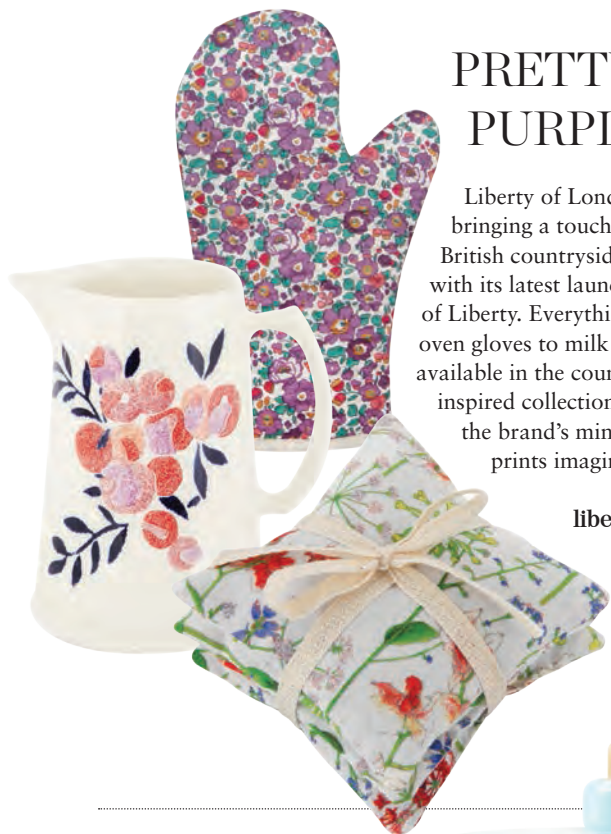 PRETTY
PURPL
Liberty of Lond
bringing a touch
British countrysid
with its latest laun
of Liberty. Everythi
oven gloves to milk
available in the coun
inspired collection
the brand's min
prints imagin
libe